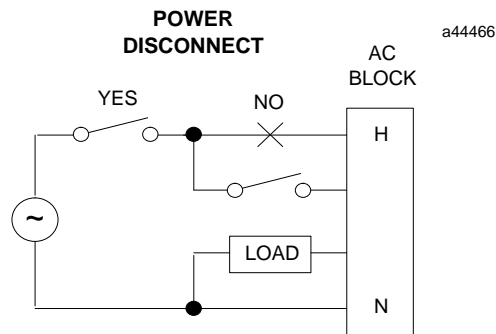 POWER
DISCONNECT
a44466
AC
BLOCK
YES
NO
H
~
LOAD
N